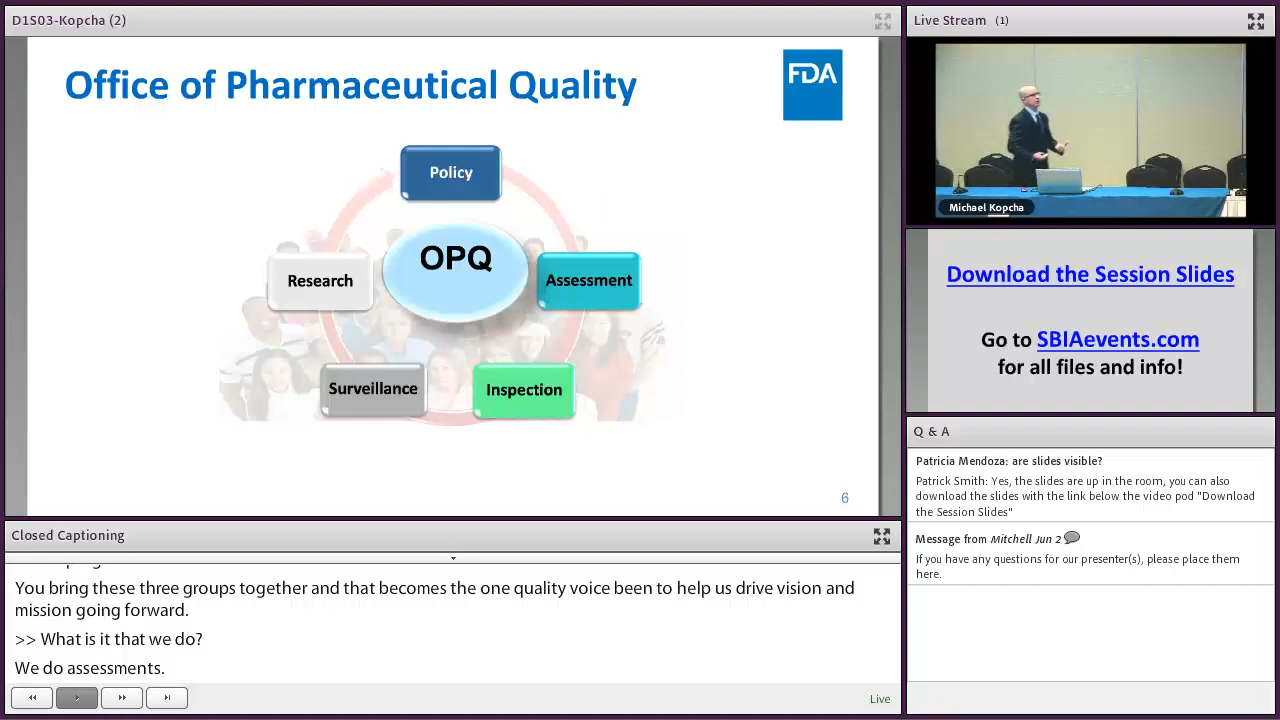 D1S03-Kopcha (2)
Office of Pharmaceutical Quality
FDA
Policy
OPQ
Research
Assessment
Surveillance
Inspection
6
Closed Captioning
You bring these three groups together and that becomes the one quality voice been to help us drive vision and
mission going forward.
>> What is it that we do?
We do assessments.
Live
Live Stream (1)
Michael Kopcha
Download the Session Slides
Go to SBIAevents.com
for all files and info!
Q & A
Patricia Mendoza: are slides visible?
Patrick Smith: Yes, the slides are up in the room, you can also
download the slides with the link below the video pod "Download
the Session Slides"
Message from Mitchell Jun 2
If you have any questions for our presenter(s), please place them
here.